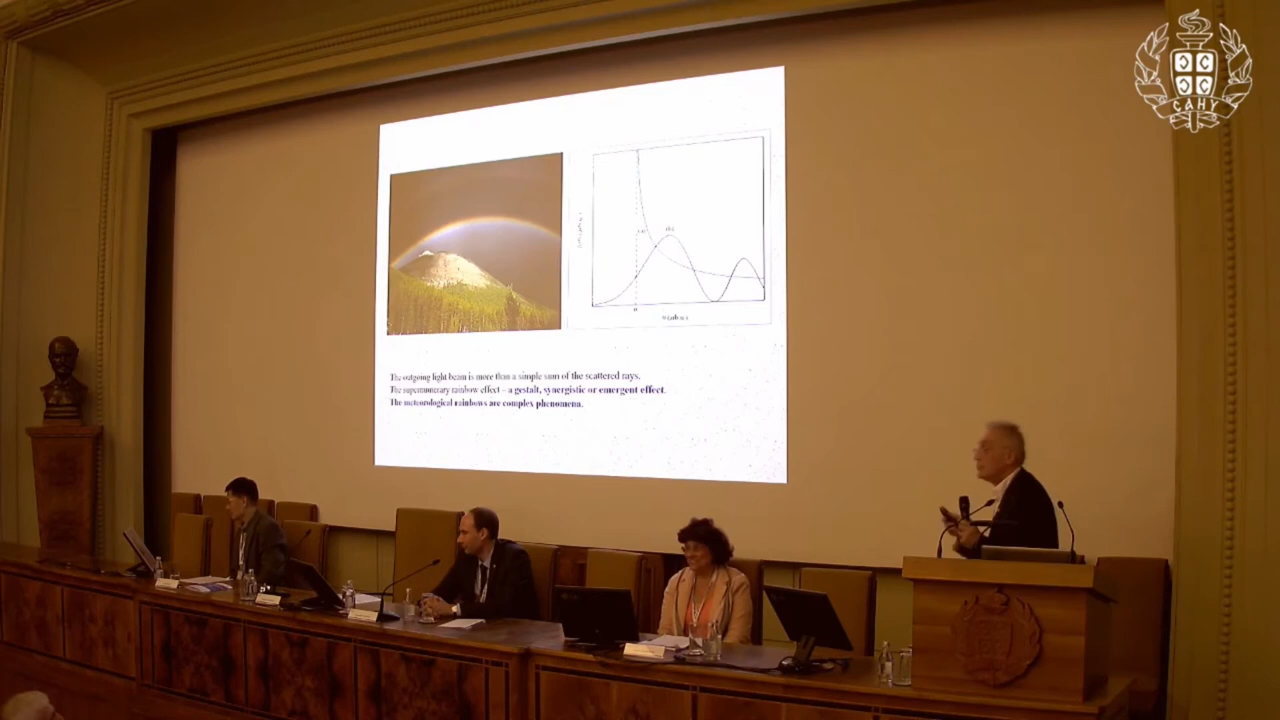 САНУ
The outgoing light beam is more than a simple sum of the scattered rays.
The supernumerary rainbow effect – a gestalt, synergistic or emergent effect.
The meteorological rainbows are complex phenomena.